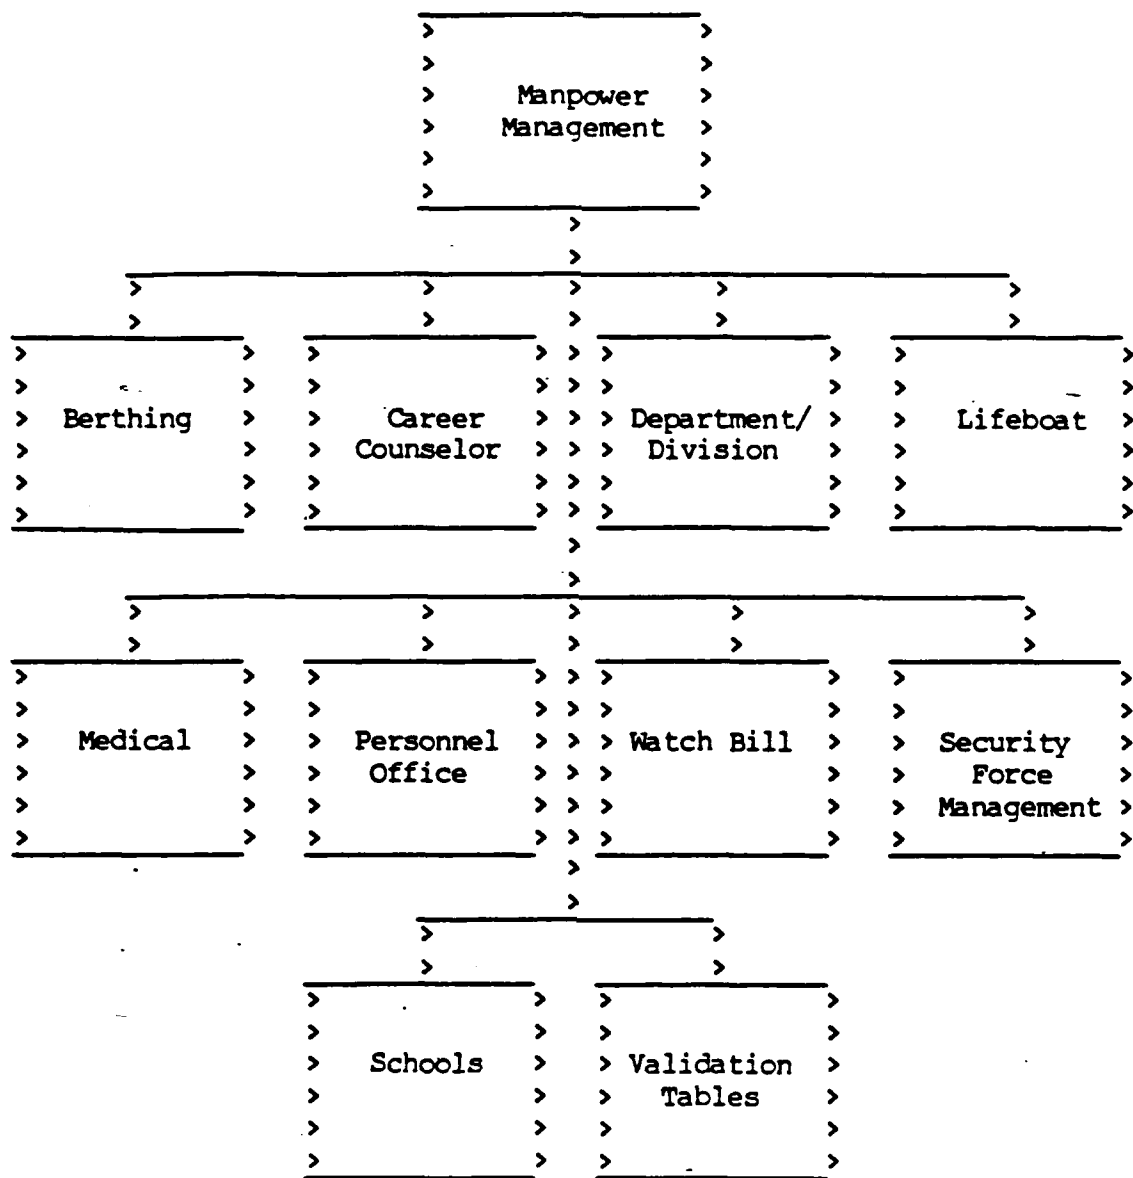 Manpower
Management
Berthing
Career
Counselor
Department/
Division
Lifeboat
Medical
Personnel
Office
Watch Bill
Security
Force
Management
Schools
Validation
Tables